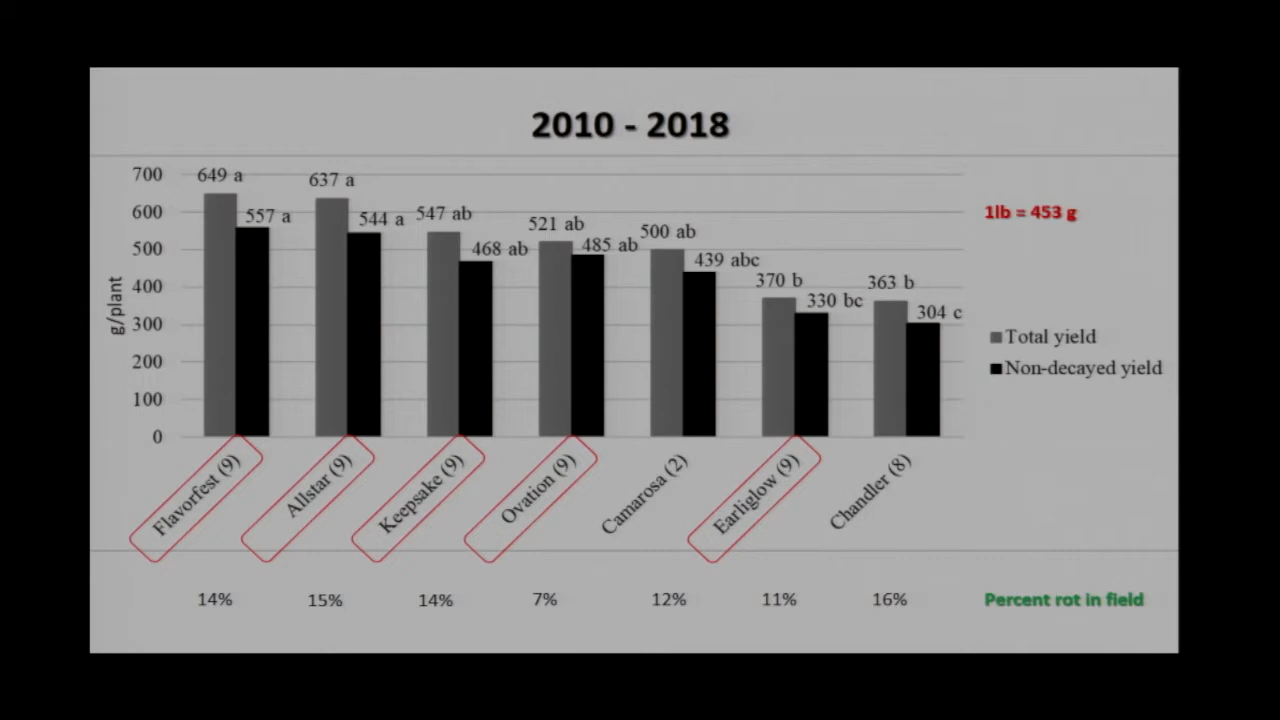 2010 - 2018
700
600
500
400
300
200
100
0
g/plant
649 a
557 a
637 a
544 a
547 ab
468 ab
521 ab
485 ab
500 ab
439 abc
370 b
330 bc
363 b
304 c
1lb = 453 g
Total yield
Non-decayed yield
Flavorfest (9)
Allstar (9)
Keepsake (9)
Ovation (9)
Camarosa (2)
Earliglow (9)
Chandler (8)
14% 15% 14% 7% 12% 11% 16% Percent rot in field